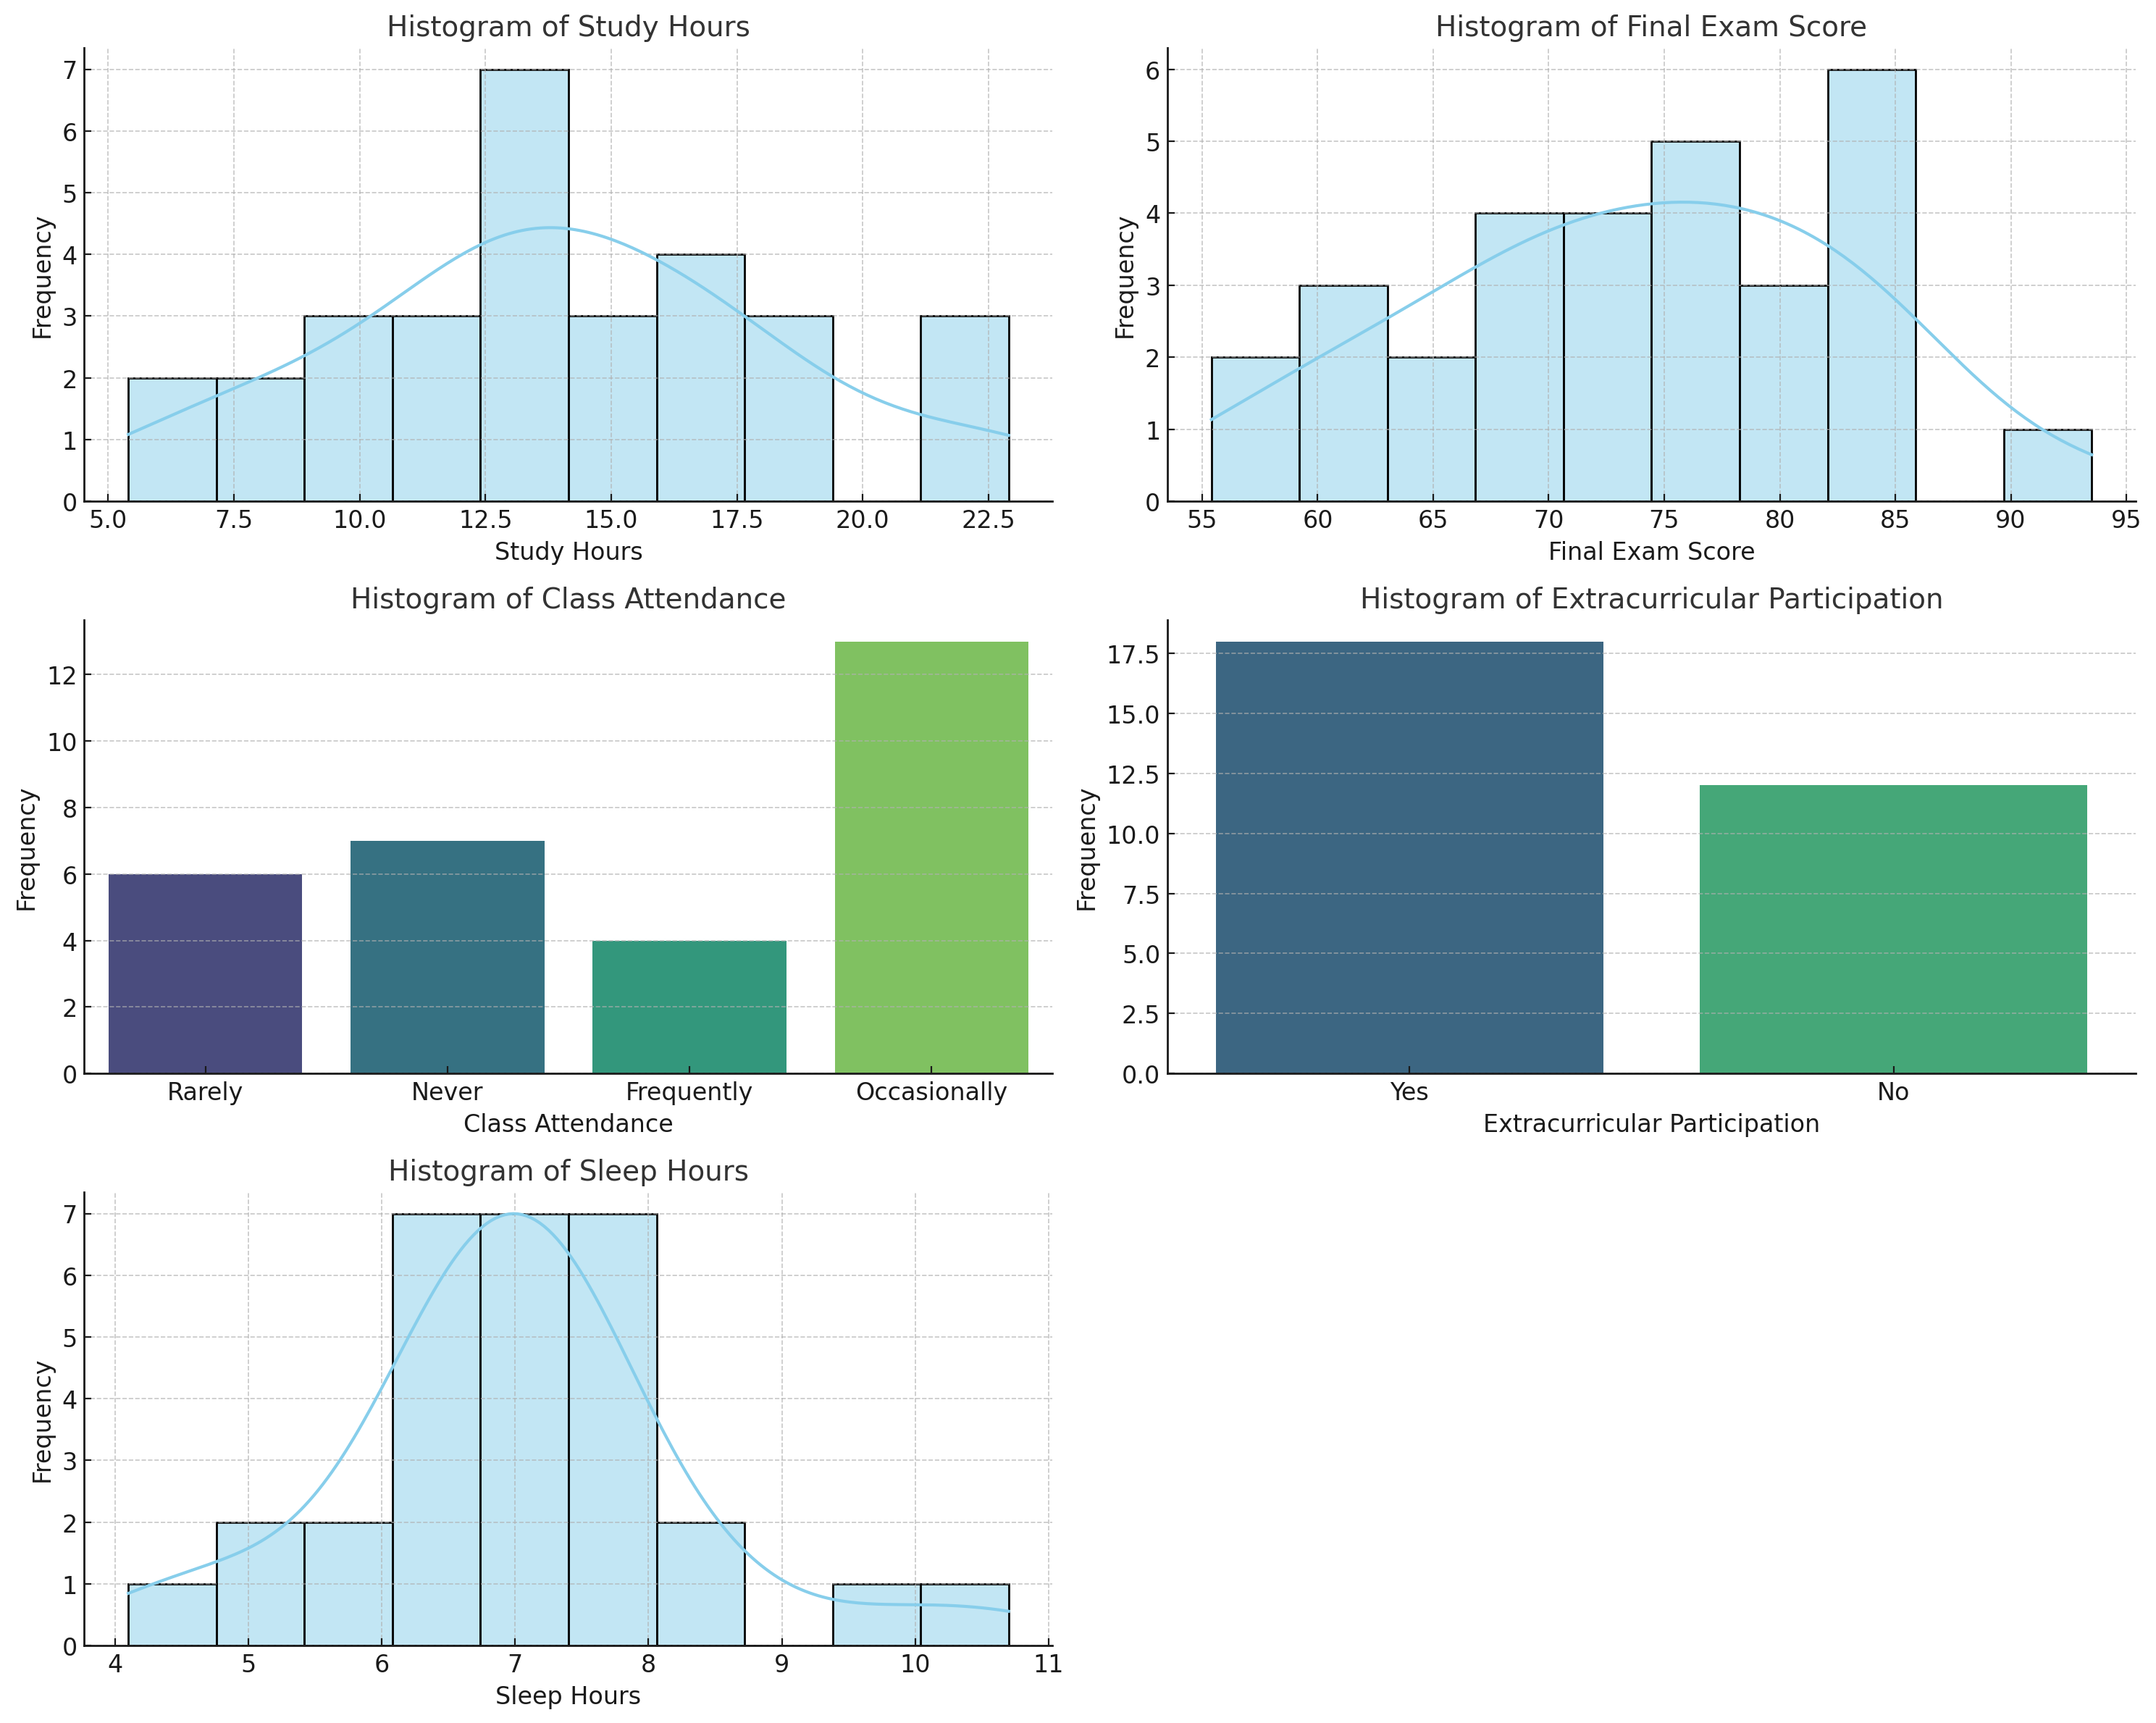 Histogram of Study Hours
Frequency
7
6
5
4
3
2
1
0
5.0 7.5 10.0 12.5 15.0 17.5 20.0 22.5
Study Hours
Histogram of Final Exam Score
Frequency
6
5
4
3
2
1
0
55 60 65 70 75 80 85 90 95
Final Exam Score
Histogram of Class Attendance
Frequency
12
10
8
6
4
2
0
Rarely Never Frequently Occasionally
Class Attendance
Histogram of Extracurricular Participation
Frequency
17.5
15.0
12.5
10.0
7.5
5.0
2.5
0.0
Yes No
Extracurricular Participation
Histogram of Sleep Hours
Frequency
7
6
5
4
3
2
1
0
4 5 6 7 8 9 10 11
Sleep Hours